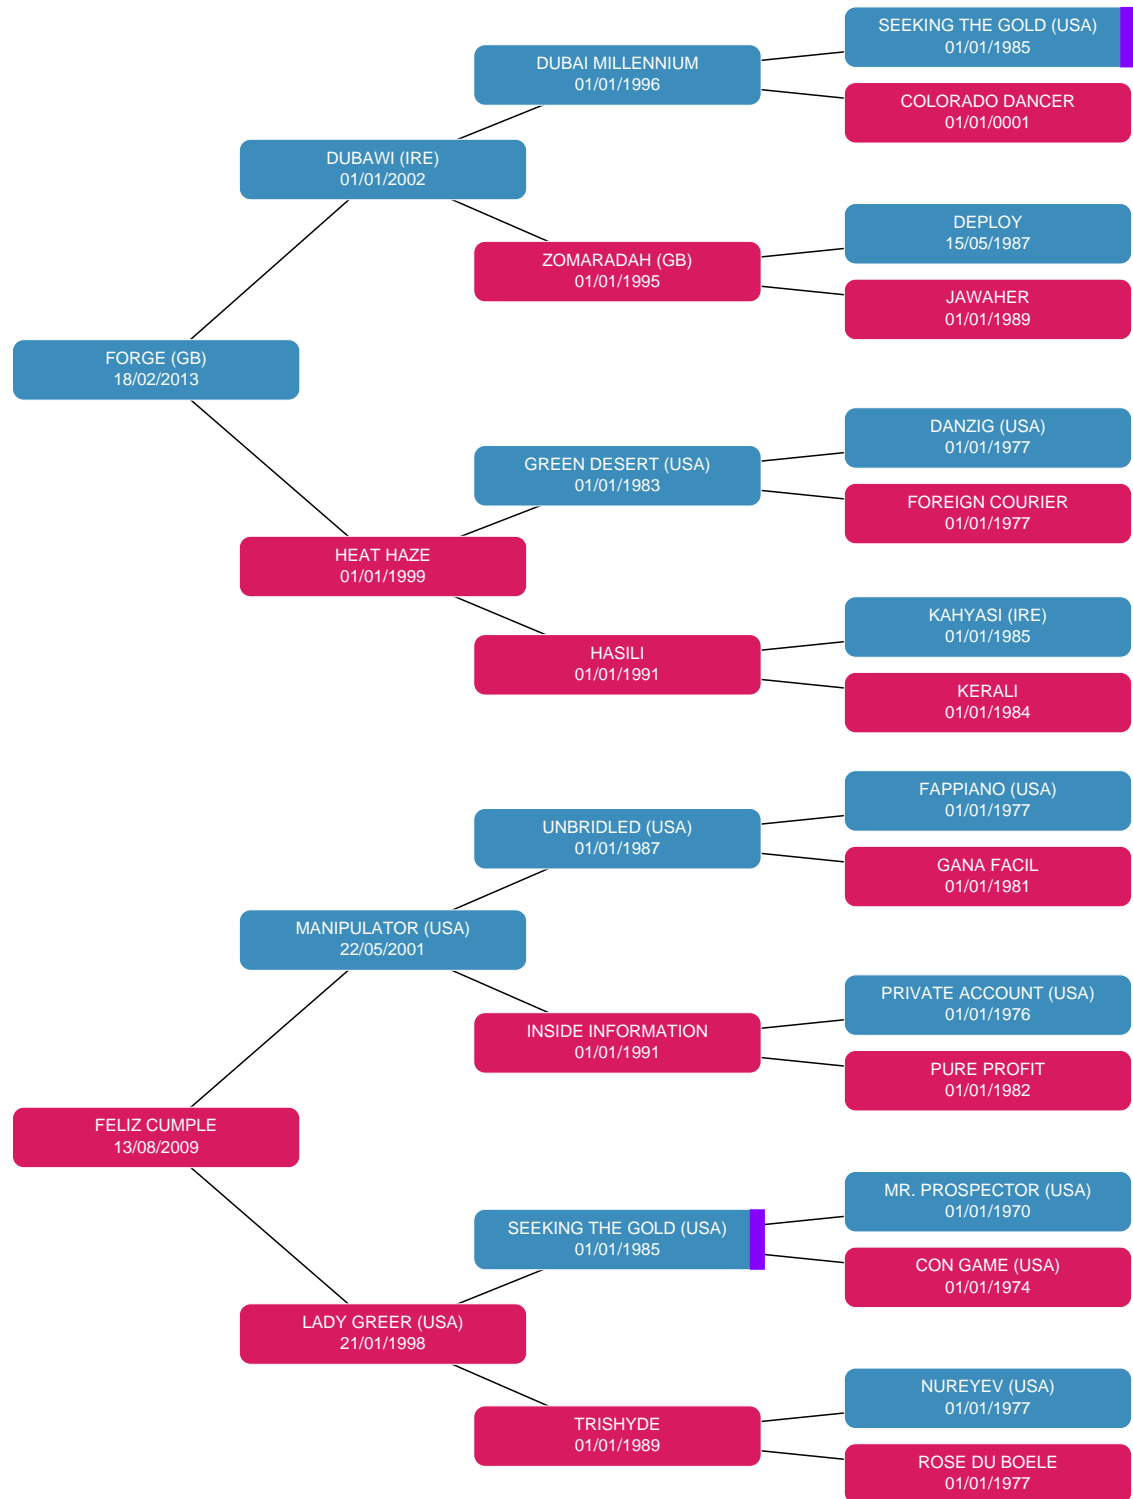 SEEKING THE GOLD (USA)
01/01/1985
DUBAI MILLENNIUM
01/01/1996
COLORADO DANCER
01/01/0001
DUBAWI (IRE)
01/01/2002
DEPLOY
15/05/1987
ZOMARADAH (GB)
01/01/1995
JAWAHER
01/01/1989
FORGE (GB)
18/02/2013
DANZIG (USA)
01/01/1977
GREEN DESERT (USA)
01/01/1983
FOREIGN COURIER
01/01/1977
HEAT HAZE
01/01/1999
KAHYASI (IRE)
01/01/1985
HASILI
01/01/1991
KERALI
01/01/1984
FAPPIANO (USA)
01/01/1977
UNBRIDLED (USA)
01/01/1987
GANA FACIL
01/01/1981
MANIPULATOR (USA)
22/05/2001
PRIVATE ACCOUNT (USA)
01/01/1976
INSIDE INFORMATION
01/01/1991
PURE PROFIT
01/01/1982
FELIZ CUMPLE
13/08/2009
MR. PROSPECTOR (USA)
01/01/1970
SEEKING THE GOLD (USA)
01/01/1985
CON GAME (USA)
01/01/1974
LADY GREER (USA)
21/01/1998
NUREYEV (USA)
01/01/1977
TRISHYDE
01/01/1989
ROSE DU BOELE
01/01/1977